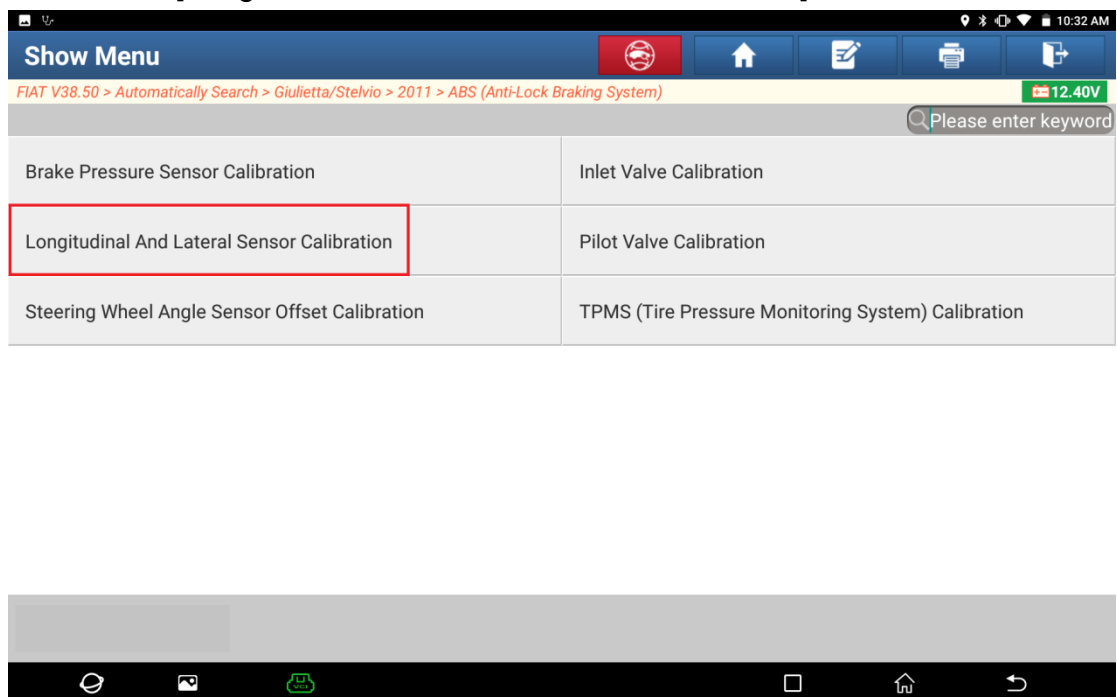 10:32 AM
Show Menu
FIAT V38.50 > Automatically Search > Giulietta/Stelvio > 2011 > ABS (Anti-Lock Braking System)
12.40V
Please enter keyword
Brake Pressure Sensor Calibration
Inlet Valve Calibration
Longitudinal And Lateral Sensor Calibration
Pilot Valve Calibration
Steering Wheel Angle Sensor Offset Calibration
TPMS (Tire Pressure Monitoring System) Calibration
VCI